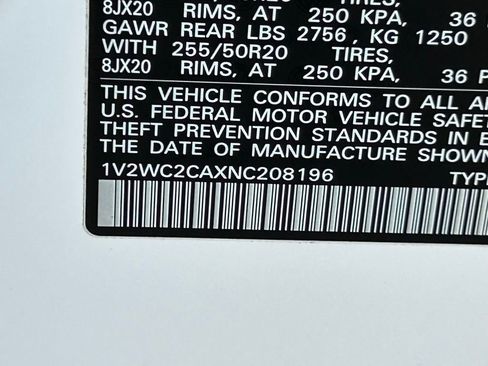 8JX20 RIMS, AT 250 KPA, 36
GAWR REAR LBS 2756 , KG 1250
WITH 255/50R20 TIRES,
8JX20 RIMS, AT 250 KPA, 36 P
THIS VEHICLE CONFORMS TO ALL A
U.S. FEDERAL MOTOR VEHICLE SAFET
THEFT PREVENTION STANDARDS IN E
ON THE DATE OF MANUFACTURE SHOWN
1V2WC2CAXNC208196 TYP